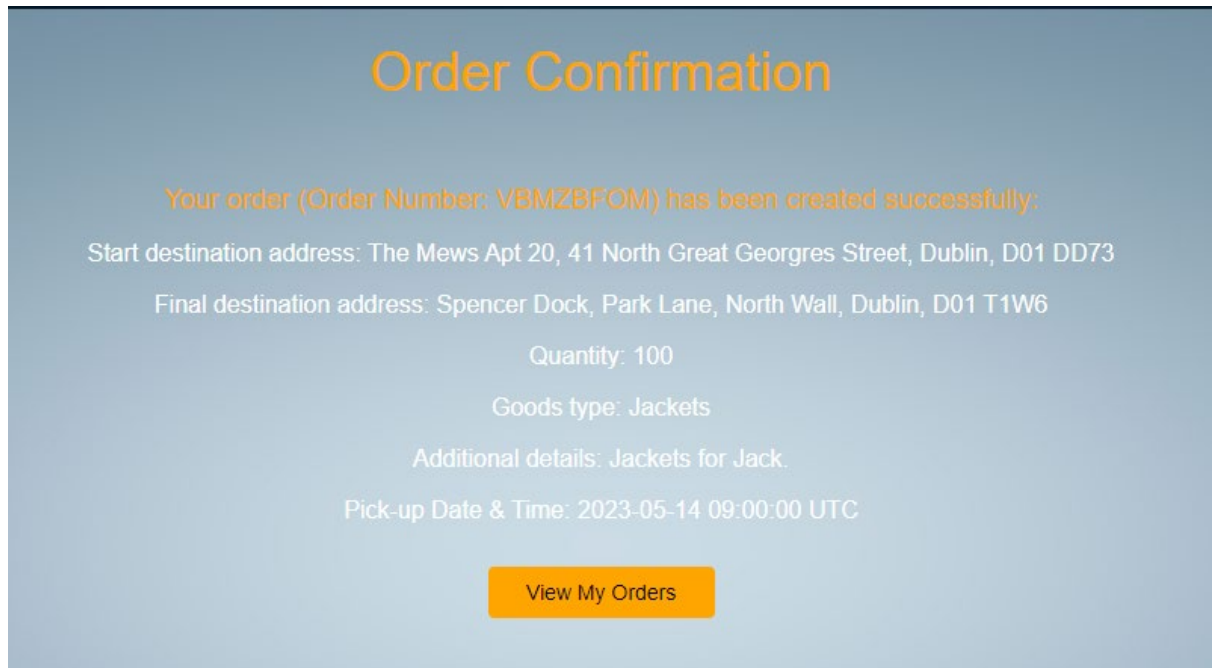 Order Confirmation
Your order (Order Number: VBMZBFOM) has been created successfully:
Start destination address: The Mews Apt 20, 41 North Great Georgres Street, Dublin, D01 DD73
Final destination address: Spencer Dock, Park Lane, North Wall, Dublin, D01 T1W6
Quantity: 100
Goods type: Jackets
Additional details: Jackets for Jack.
Pick-up Date & Time: 2023-05-14 09:00:00 UTC
View My Orders